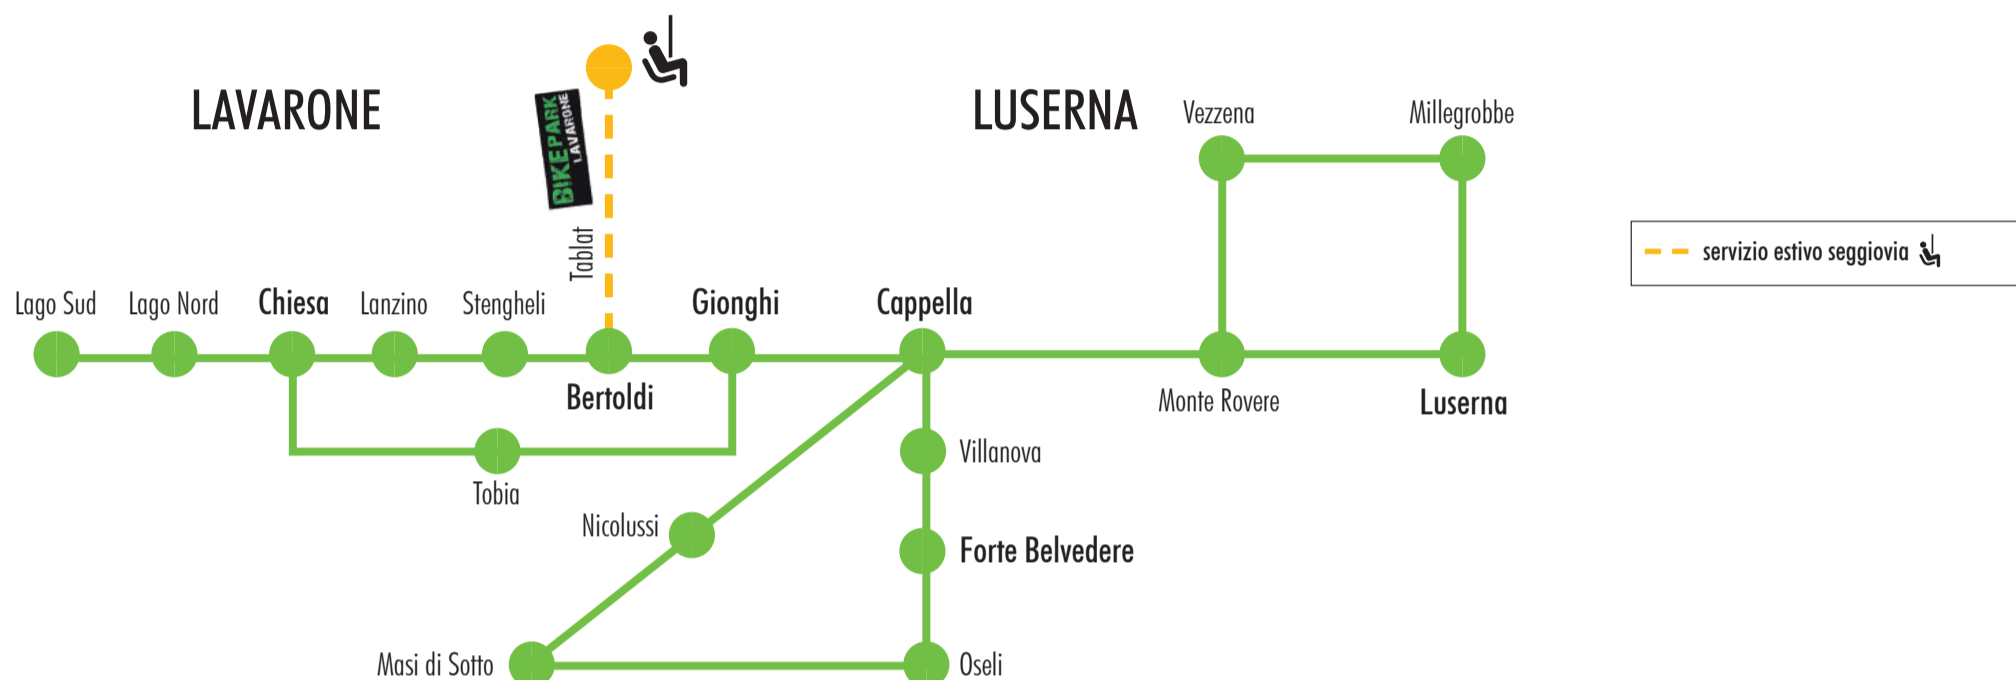 LAVARONE
BIKEPARK
LAVARONE
Tablat
LUSERNA
Vezzena
Millegrobbe
servizio estivo seggiovia
Lago Sud
Lago Nord
Chiesa
Lanzino
Stengheli
Bertoldi
Gionghi
Cappella
Monte Rovere
Luserna
Tobia
Villanova
Nicolussi
Forte Belvedere
Masi di Sotto
Oseli